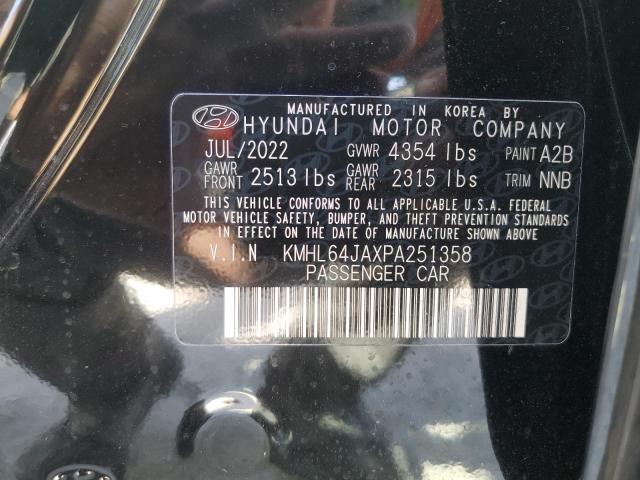 MANUFACTURED IN KOREA BY
HYUNDAI MOTOR COMPANY
JUL/2022 GVWR 4354 lbs PAINT A2B
GAWR FRONT 2513 lbs GAWR REAR 2315 lbs TRIM NNB
THIS VEHICLE CONFORMS TO ALL APPLICABLE U.S.A. FEDERAL
MOTOR VEHICLE SAFETY, BUMPER, AND THEFT PREVENTION STANDARDS
IN EFFECT ON THE DATE OF MANUFACTURE SHOWN ABOVE.
V.I.N KMHL64JAXPA251358
PASSENGER CAR